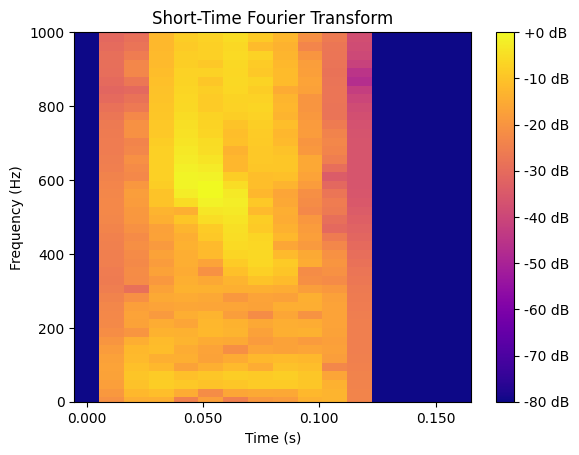 Short-Time Fourier Transform
Frequency (Hz)
1000
800
600
400
200
0
0.000
0.050
0.100
0.150
Time (s)
+0 dB
-10 dB
-20 dB
-30 dB
-40 dB
-50 dB
-60 dB
-70 dB
-80 dB